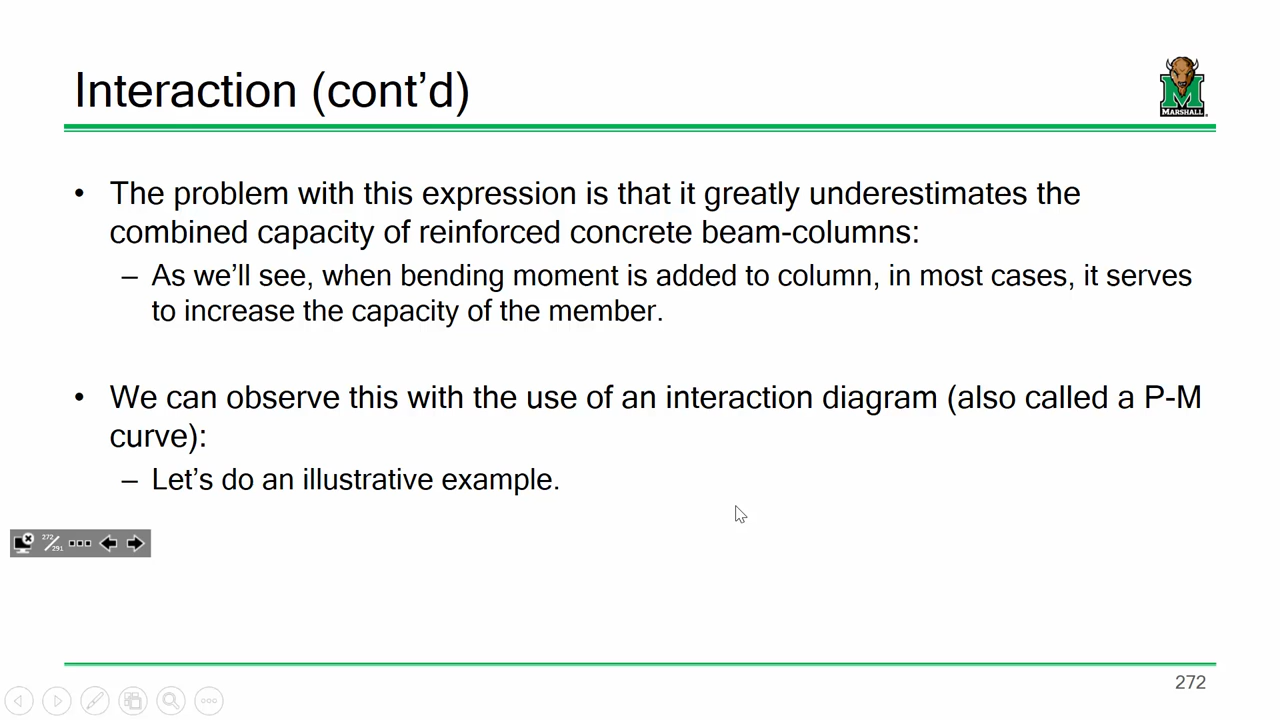 Interaction (cont’d)
MARSHALL
• The problem with this expression is that it greatly underestimates the
combined capacity of reinforced concrete beam-columns:
– As we’ll see, when bending moment is added to column, in most cases, it serves
to increase the capacity of the member.
• We can observe this with the use of an interaction diagram (also called a P-M
curve):
– Let’s do an illustrative example.
272/291
272